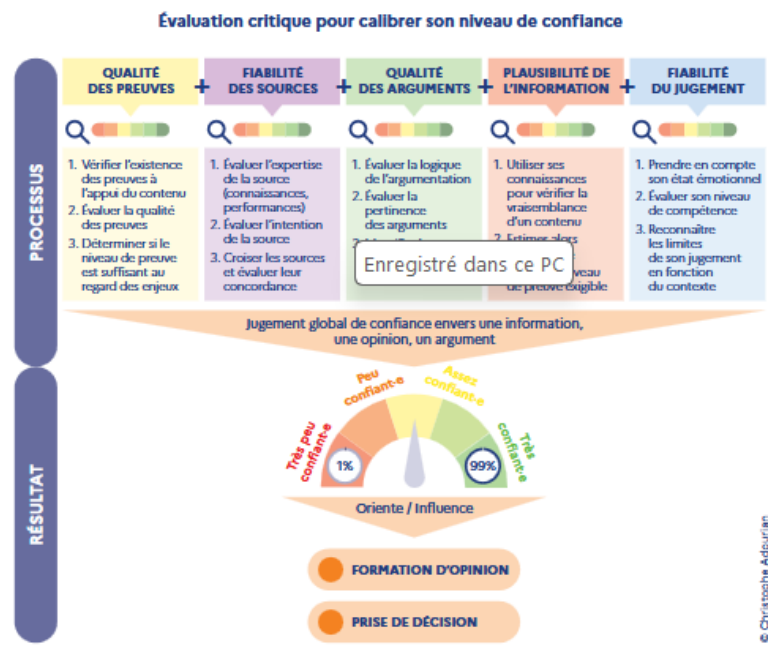 Évaluation critique pour calibrer son niveau de confiance
PROCESSUS
QUALITÉ
DES PREUVES
+
FIABILITÉ
DES SOURCES
+
QUALITÉ
DES ARGUMENTS
+
PLAUSIBILITÉ DE
L'INFORMATION
+
FIABILITÉ
DU JUGEMENT
1. Vérifier l'existence
des preuves à
l'appui du contenu
2. Évaluer la qualité
des preuves
3. Déterminer si le
niveau de preuve
est suffisant au
regard des enjeux
1. Évaluer l'expertise
de la source
(connaissances,
performances)
2. Évaluer l'intention
de la source
3. Croiser les sources
et évaluer leur
concordance
1. Évaluer la logique
de l'argumentation
2. Évaluer la
pertinence
des arguments
1. Utiliser ses
connaissances
pour vérifier la
vraisemblance
d'un contenu
2. Estimer alors
de preuve exigible
Enregistré dans ce PC
1. Prendre en compte
son état émotionnel
2. Évaluer son niveau
de compétence
3. Reconnaître
les limites
de son jugement
en fonction
du contexte
Jugement global de confiance envers une information,
une opinion, un argument
RÉSULTAT
Très peu
confiant·e
Peu
confiant·e
Assez
confiant·e
Très
confiant·e
1%
99%
Oriente / Influence
FORMATION D'OPINION
PRISE DE DÉCISION
© Christophe Adourian